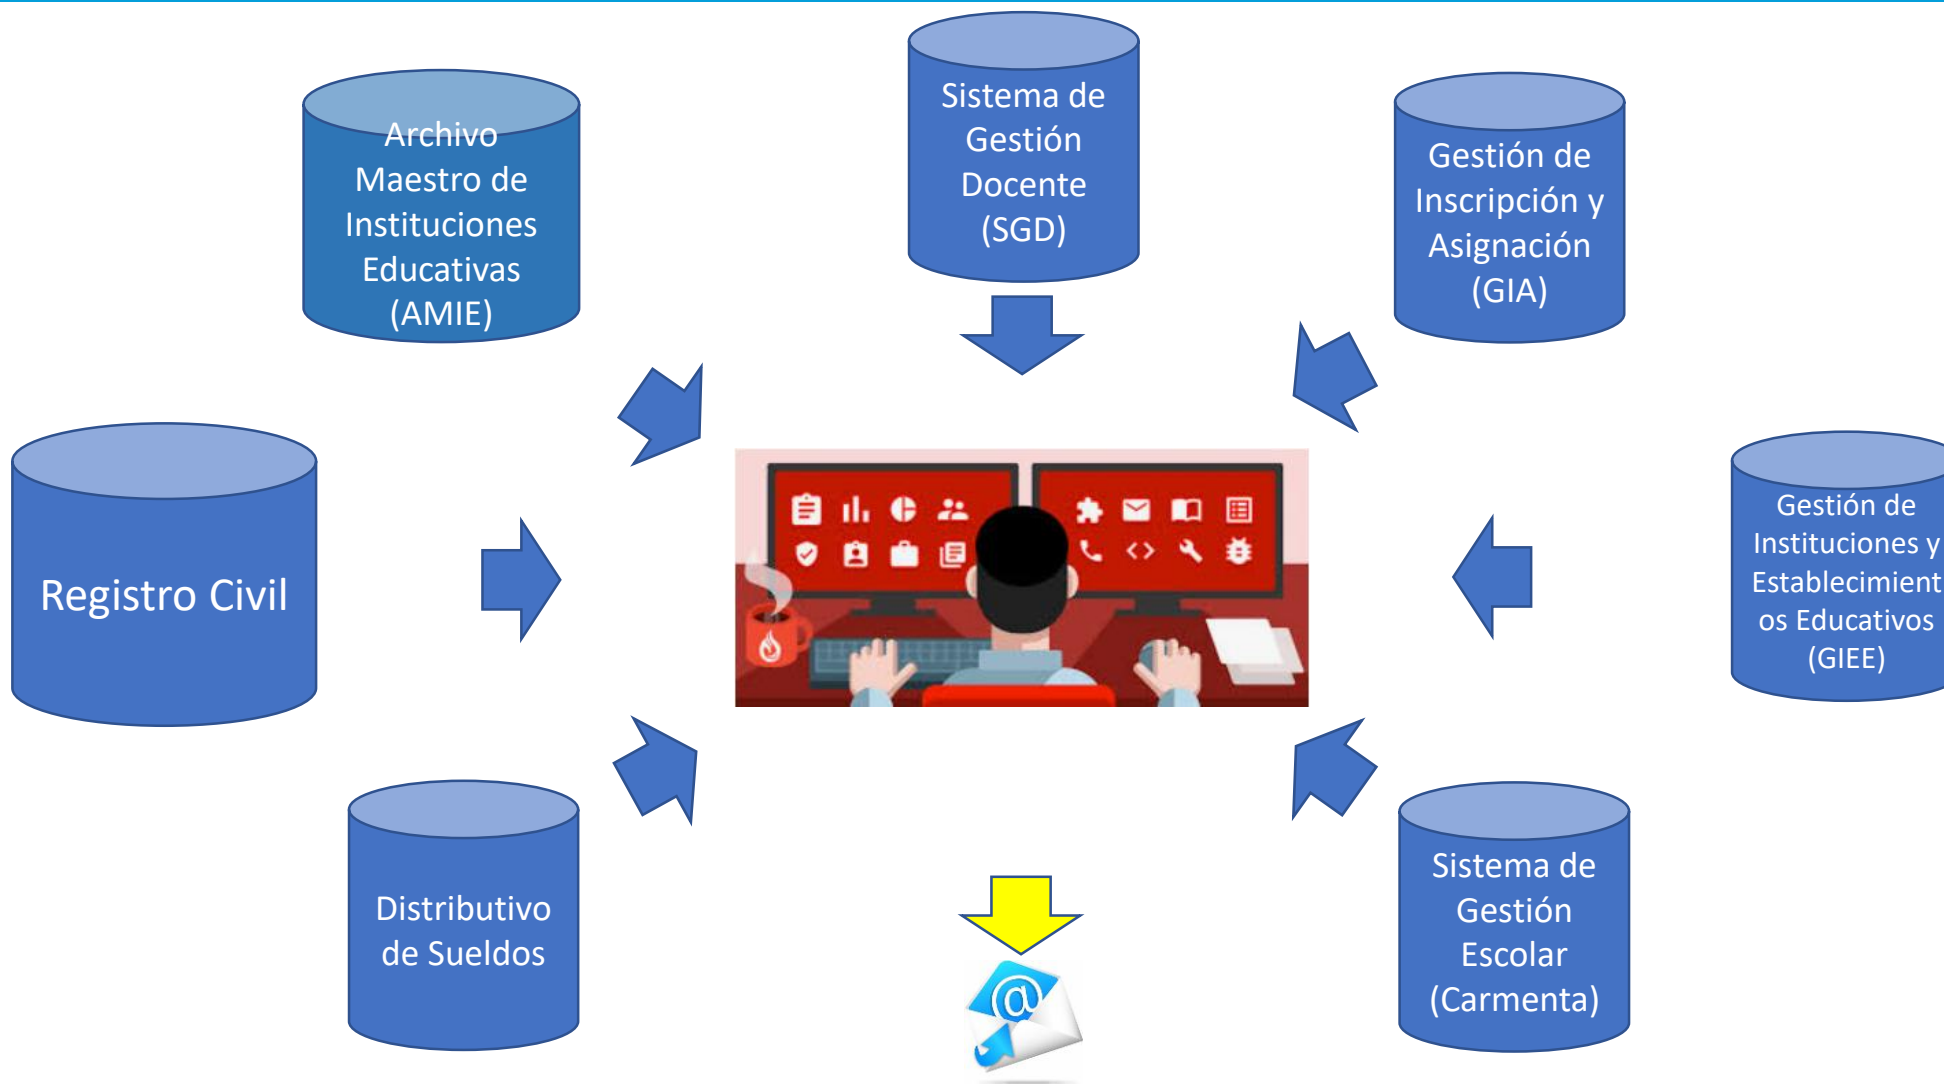 Sistema de
Gestión
Docente
(SGD)
Archivo
Maestro de
Instituciones
Educativas
(AMIE)
Gestión de
Inscripción y
Asignación
(GIA)
Registro Civil
Gestión de
Instituciones y
Establecimient
os Educativos
(GIEE)
Distributivo
de Sueldos
Sistema de
Gestión
Escolar
(Carmenta)
@